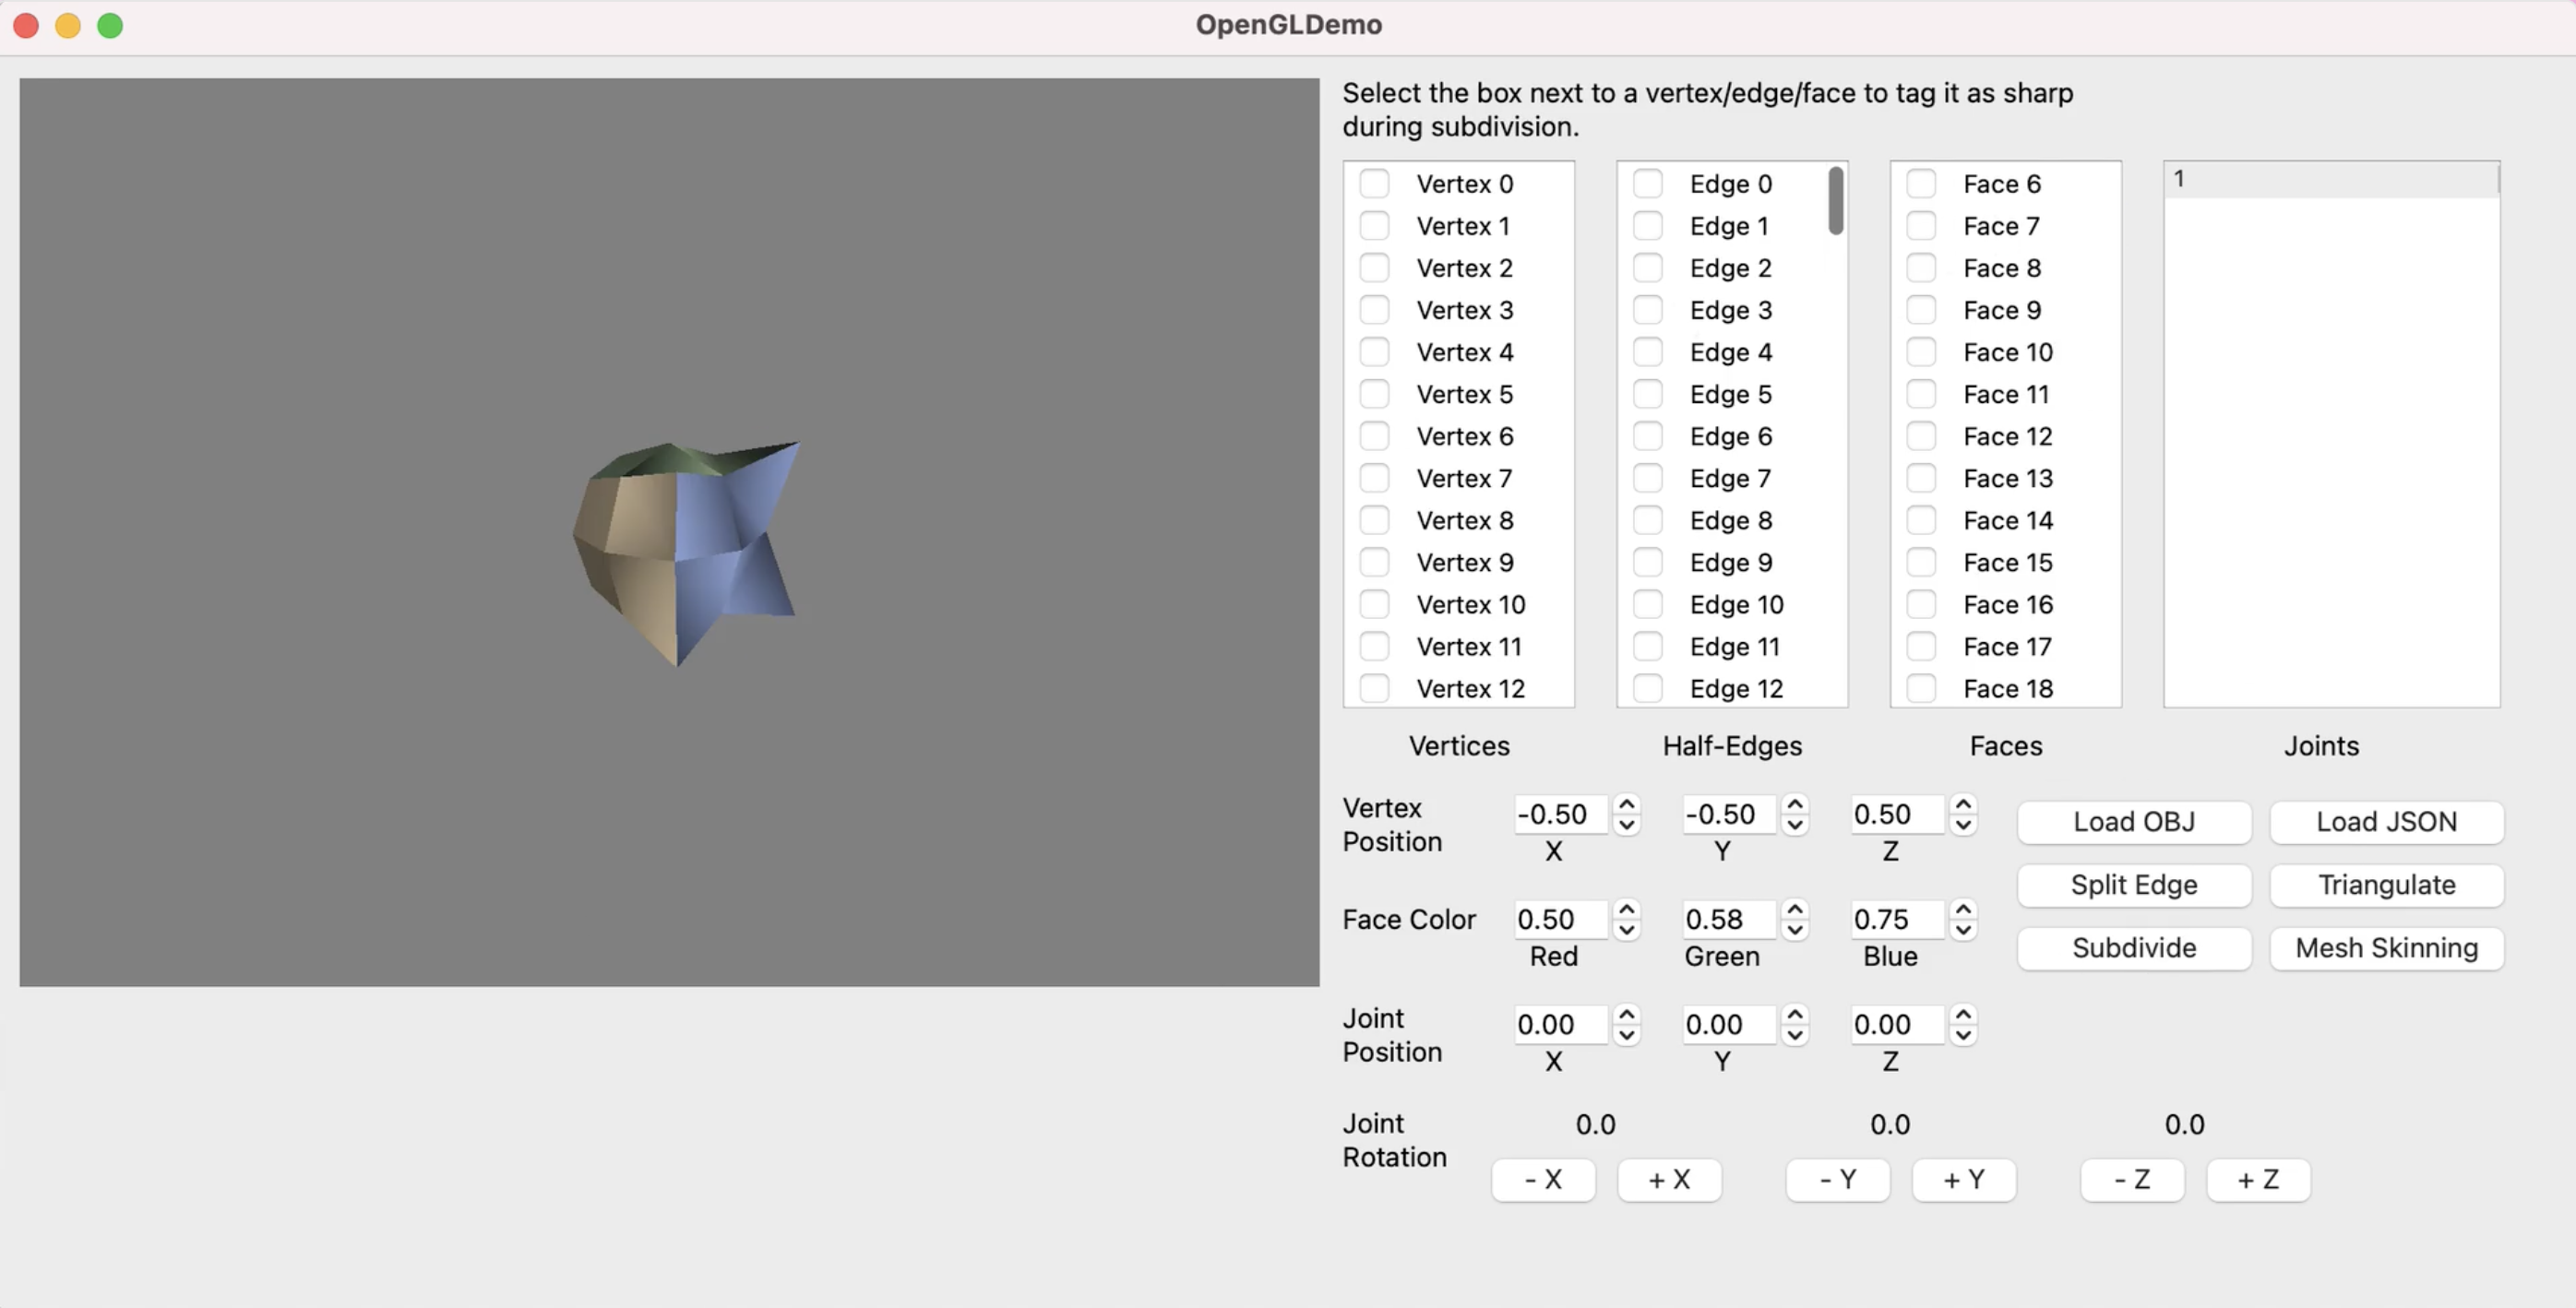 OpenGLDemo
Select the box next to a vertex/edge/face to tag it as sharp
during subdivision.
Vertex 0
Vertex 1
Vertex 2
Vertex 3
Vertex 4
Vertex 5
Vertex 6
Vertex 7
Vertex 8
Vertex 9
Vertex 10
Vertex 11
Vertex 12
Vertices
Edge 0
Edge 1
Edge 2
Edge 3
Edge 4
Edge 5
Edge 6
Edge 7
Edge 8
Edge 9
Edge 10
Edge 11
Edge 12
Half-Edges
Face 6
Face 7
Face 8
Face 9
Face 10
Face 11
Face 12
Face 13
Face 14
Face 15
Face 16
Face 17
Face 18
Faces
1
Joints
Vertex
Position
-0.50
X
-0.50
Y
0.50
Z
Face Color
0.50
Red
0.58
Green
0.75
Blue
Joint
Position
0.00
X
0.00
Y
0.00
Z
Load OBJ
Load JSON
Split Edge
Triangulate
Subdivide
Mesh Skinning
Joint
Rotation
0.0
- X
+ X
0.0
- Y
+ Y
0.0
- Z
+ Z